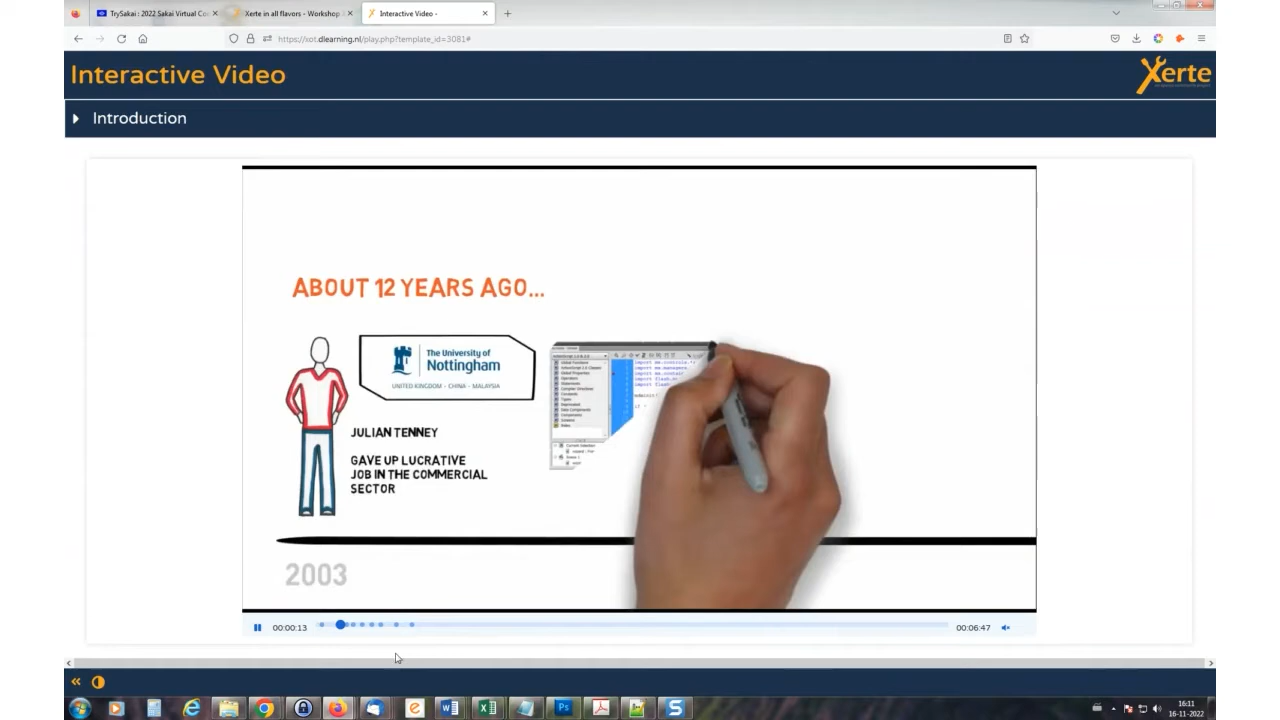 TrySakai : 2022 Sakai Virtual Co
Xerte in all flavors - Workshop
Interactive Video -
https://xot.dlearning.nl/play.php?template_id=3081#
Interactive Video
Xerte
Introduction
ABOUT 12 YEARS AGO...
The University of
Nottingham
UNITED KINGDOM · CHINA · MALAYSIA
JULIAN TENNEY
GAVE UP LUCRATIVE
JOB IN THE COMMERCIAL
SECTOR
2003
00:00:13
00:06:47
16:11
16-11-2022